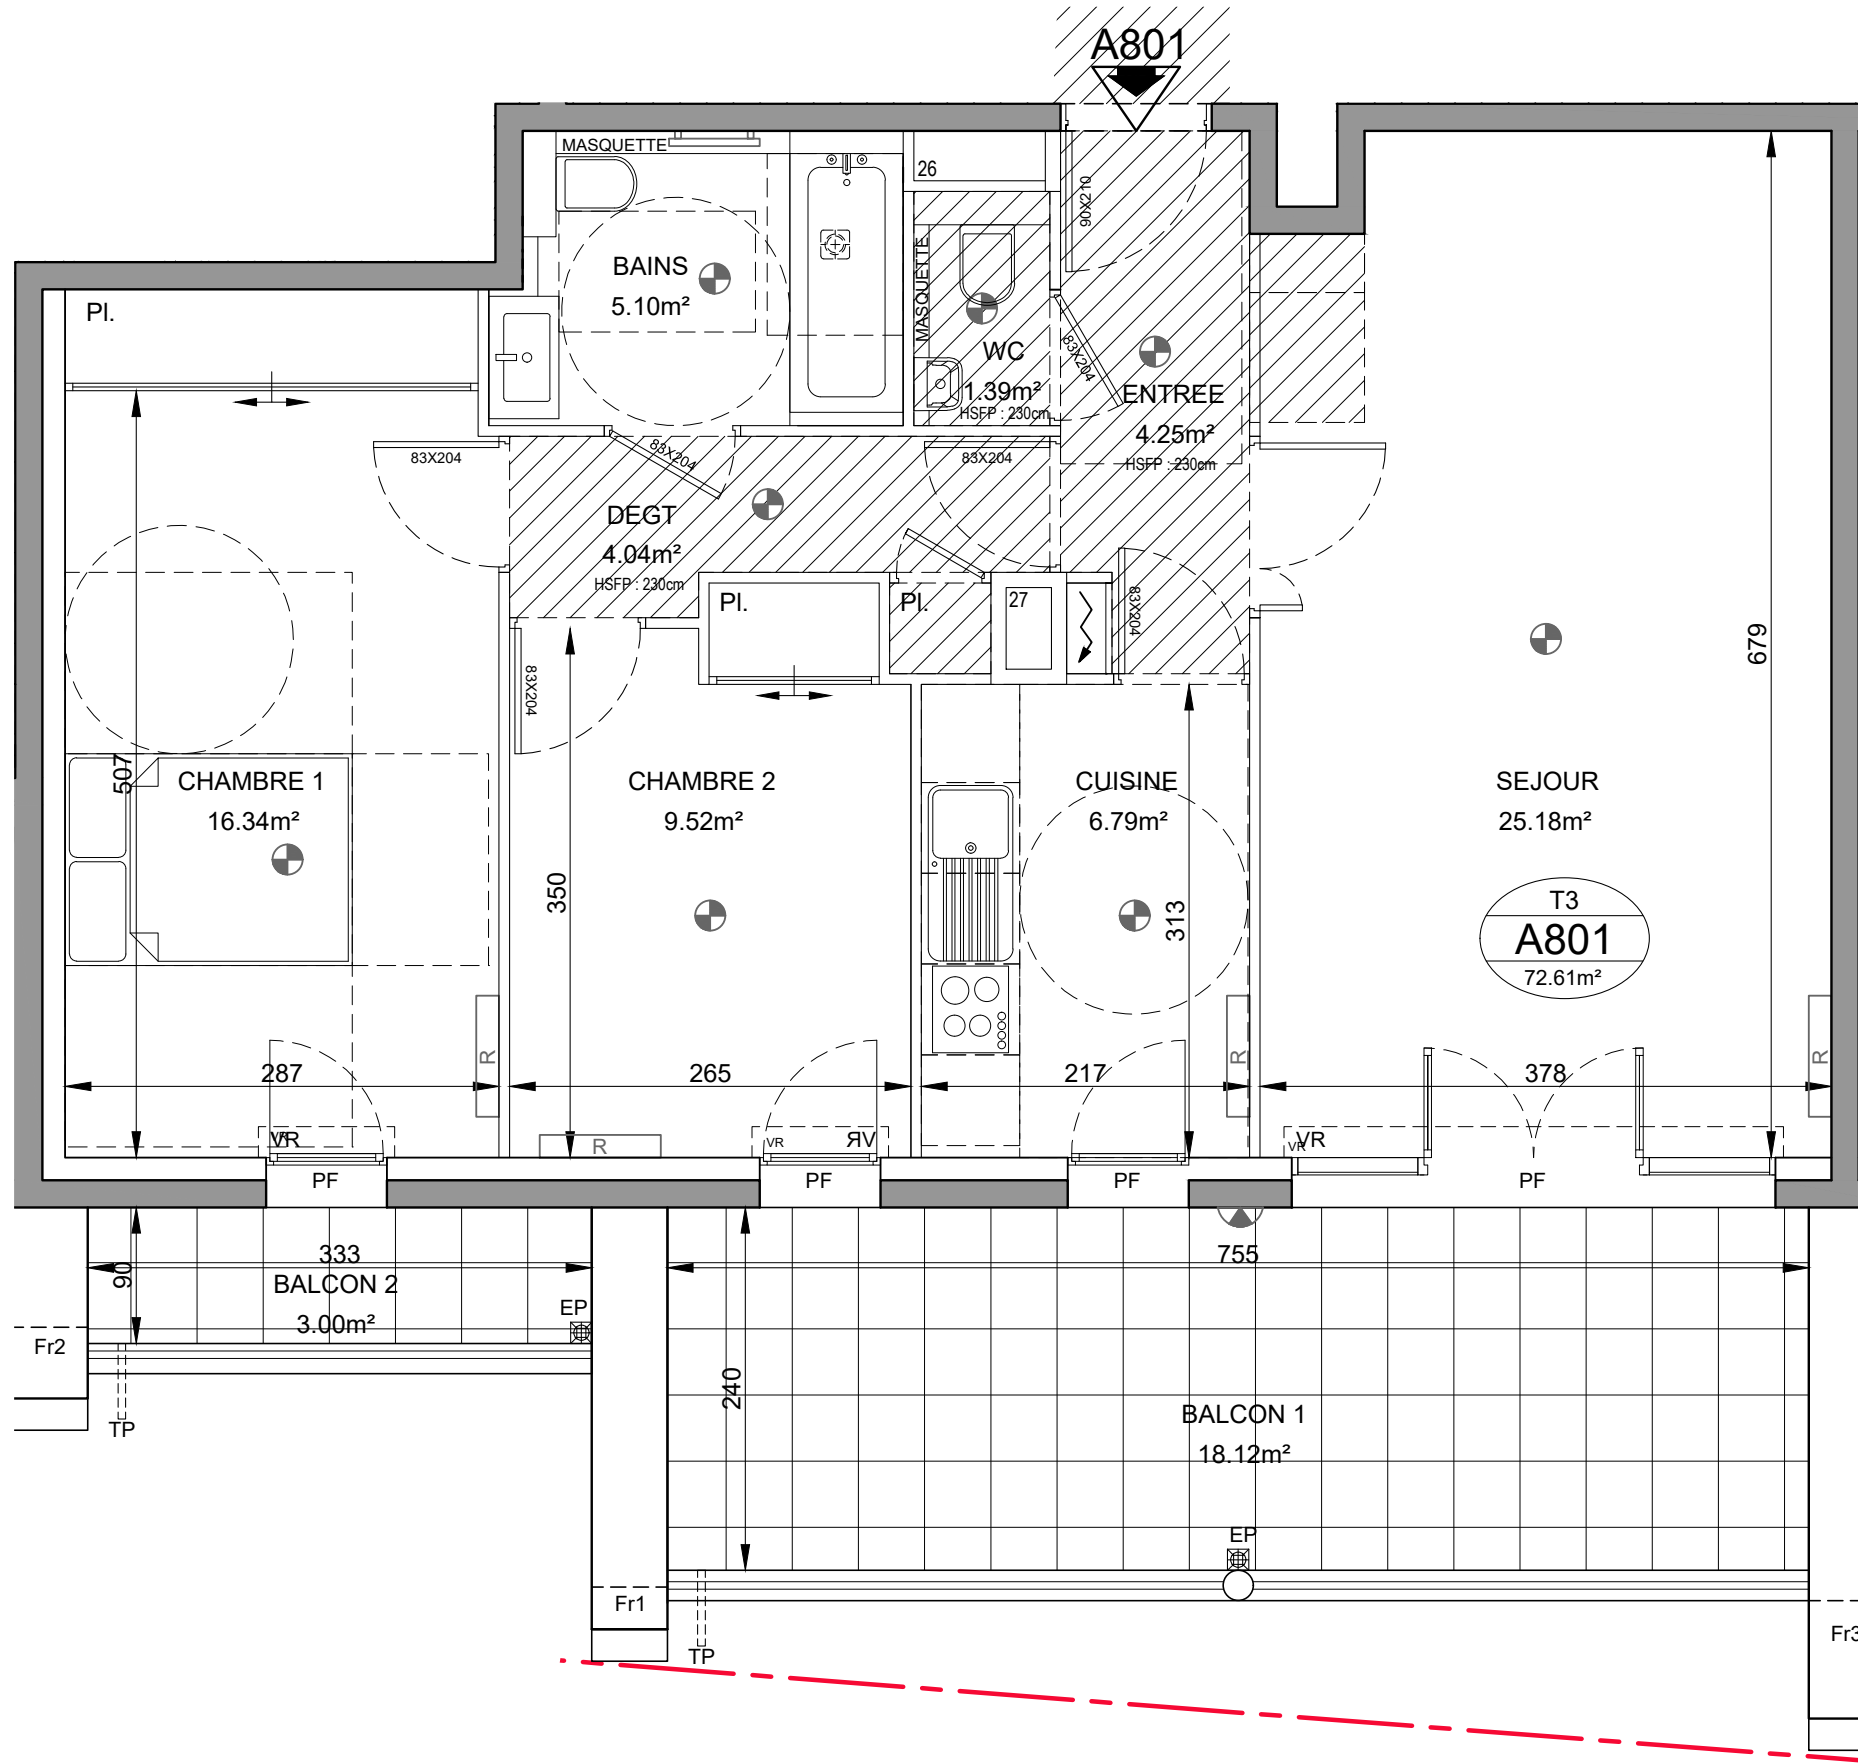 A801
MASQUETTE
26
90X210
BAINS
5.10m²
MASQUETTE
WC
1.39m²
HSFP : 230cm
83X204
ENTREE
4.25m²
HSFP : 230cm
Pl.
83X204
83X204
83X204
DEGT
4.04m²
HSFP : 230cm
Pl.
Pl.
27
83X204
83X204
679
507
CHAMBRE 1
16.34m²
CHAMBRE 2
9.52m²
CUISINE
6.79m²
SEJOUR
25.18m²
350
313
T3
A801
72.61m²
R
R
R
287
265
217
378
R
VR
VR
VR
VR
VR
VR
PF
PF
PF
PF
333
755
90
BALCON 2
3.00m²
EP
Fr2
TP
240
BALCON 1
18.12m²
EP
Fr1
TP
Fr3